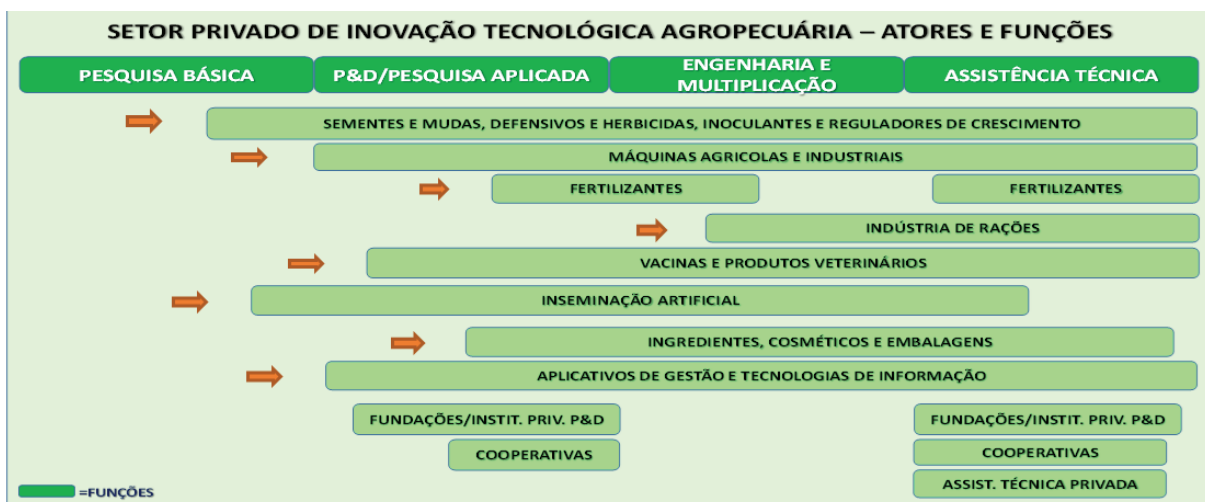 SETOR PRIVADO DE INOVAÇÃO TECNOLÓGICA AGROPECUÁRIA – ATORES E FUNÇÕES
PESQUISA BÁSICA
P&D/PESQUISA APLICADA
ENGENHARIA E
MULTIPLICAÇÃO
ASSISTÊNCIA TÉCNICA
SEMENTES E MUDAS, DEFENSIVOS E HERBICIDAS, INOCULANTES E REGULADORES DE CRESCIMENTO
MÁQUINAS AGRICOLAS E INDUSTRIAIS
FERTILIZANTES
FERTILIZANTES
INDÚSTRIA DE RAÇÕES
VACINAS E PRODUTOS VETERINÁRIOS
INSEMINAÇÃO ARTIFICIAL
INGREDIENTES, COSMÉTICOS E EMBALAGENS
APLICATIVOS DE GESTÃO E TECNOLOGIAS DE INFORMAÇÃO
FUNDAÇÕES/INSTIT. PRIV. P&D
FUNDAÇÕES/INSTIT. PRIV. P&D
COOPERATIVAS
COOPERATIVAS
ASSIST. TÉCNICA PRIVADA
=FUNÇÕES